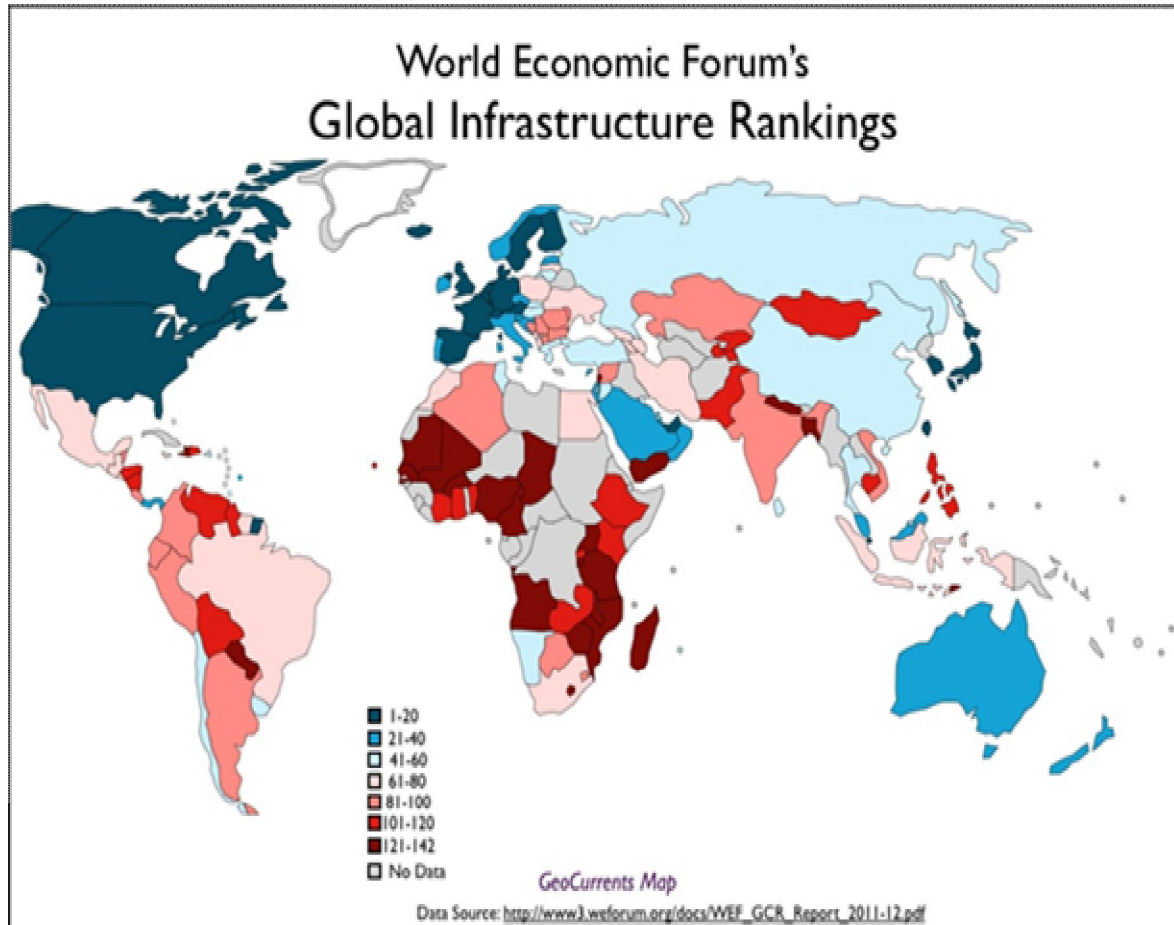 World Economic Forum's
Global Infrastructure Rankings
1-20
21-40
41-60
61-80
81-100
101-120
121-142
No Data
GeoCurrents Map
Data Source: http://www3.weforum.org/docs/WEF_GCR_Report_2011-12.pdf